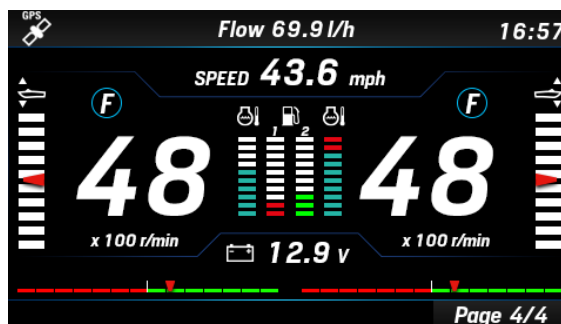 GPS
Flow 69.9 l/h
16:57
SPEED 43.6 mph
F
F
1 2
48
48
x 100 r/min
x 100 r/min
12.9 V
Page 4/4